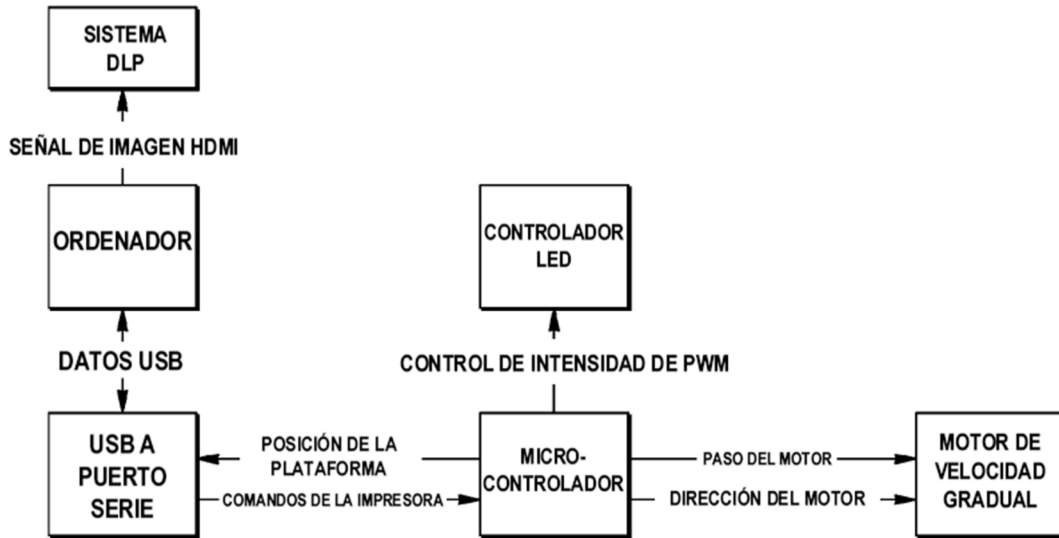 SISTEMA
DLP
SEÑAL DE IMAGEN HDMI
ORDENADOR
CONTROLADOR
LED
DATOS USB
CONTROL DE INTENSIDAD DE PWM
USB A
PUERTO
SERIE
POSICIÓN DE LA
PLATAFORMA
COMANDOS DE LA IMPRESORA
MICRO-
CONTROLADOR
PASO DEL MOTOR
DIRECCIÓN DEL MOTOR
MOTOR DE
VELOCIDAD
GRADUAL